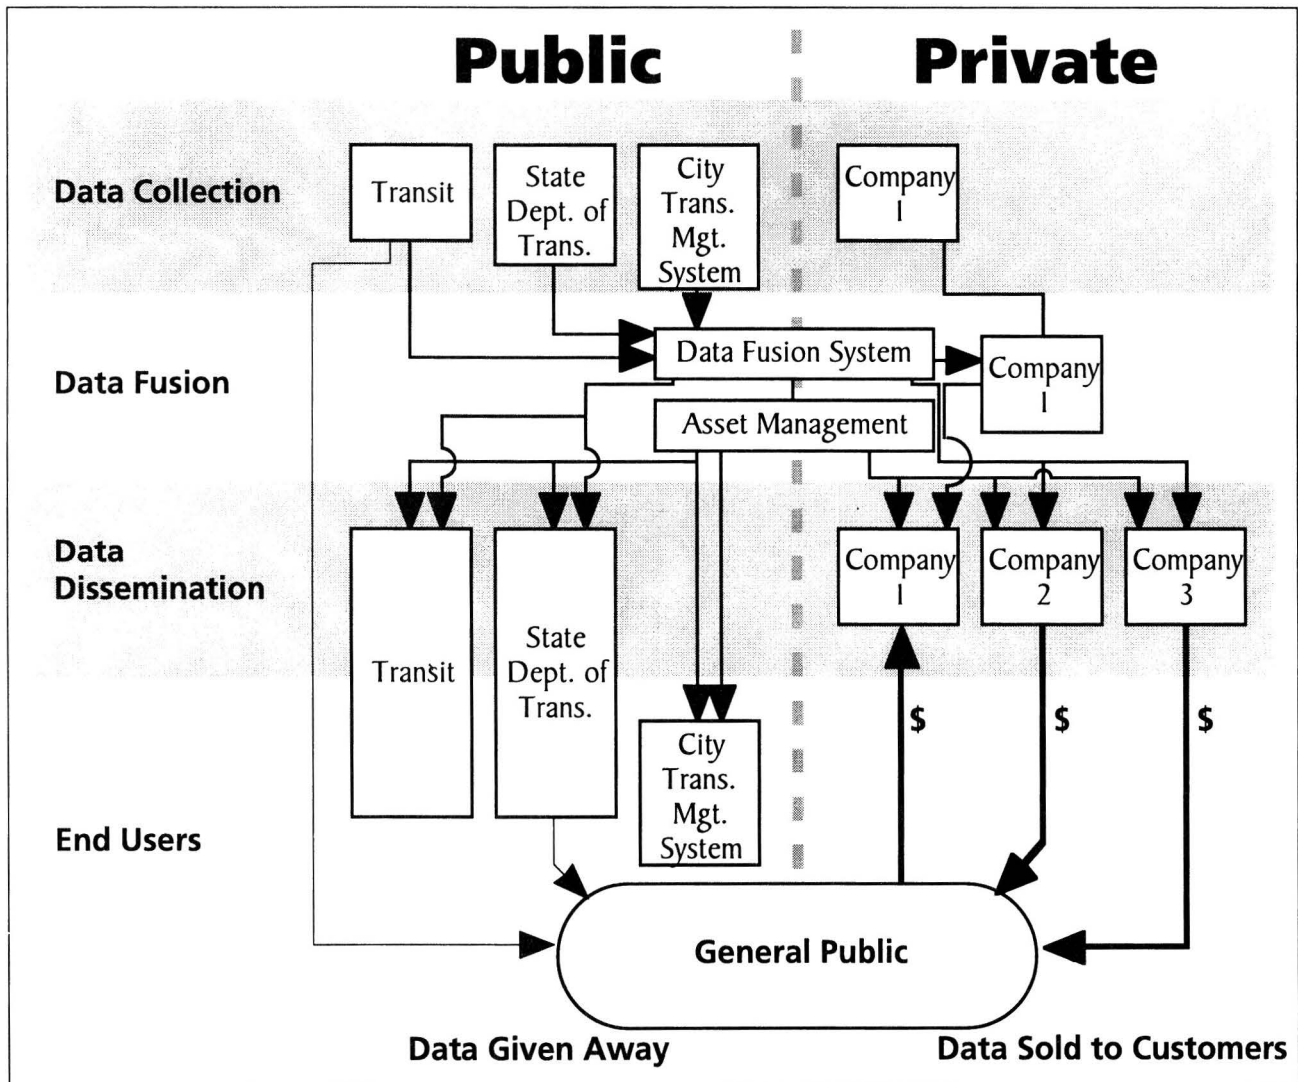 Public
Private
Data Collection
Transit
State
Dept. of
Trans.
City
Trans.
Mgt.
System
Company
1
Data Fusion
Data Fusion System
Company
1
Asset Management
Data
Dissemination
Transit
State
Dept. of
Trans.
City
Trans.
Mgt.
System
Company
1
Company
2
Company
3
$
$
$
End Users
General Public
Data Given Away
Data Sold to Customers